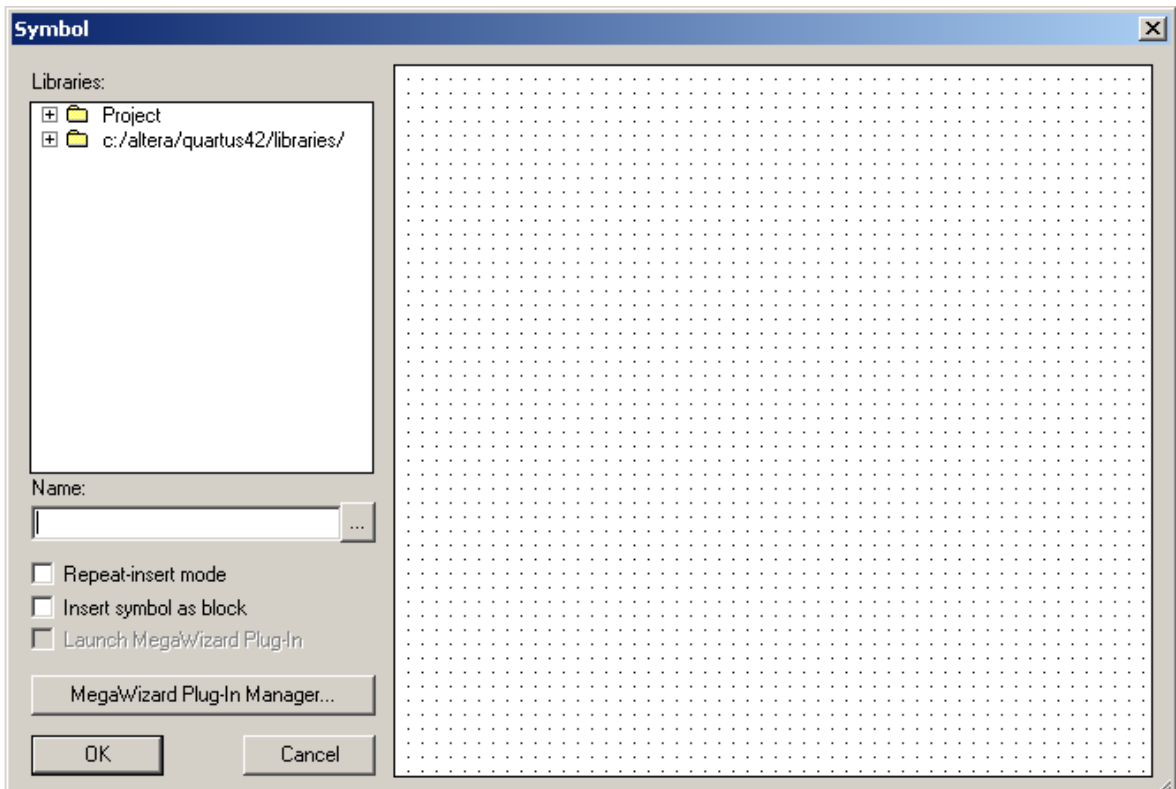 Symbol
Libraries:
Project
c:/altera/quartus42/libraries/
Name:
...
Repeat-insert mode
Insert symbol as block
Launch MegaWizard Plug-In
MegaWizard Plug-In Manager...
OK Cancel